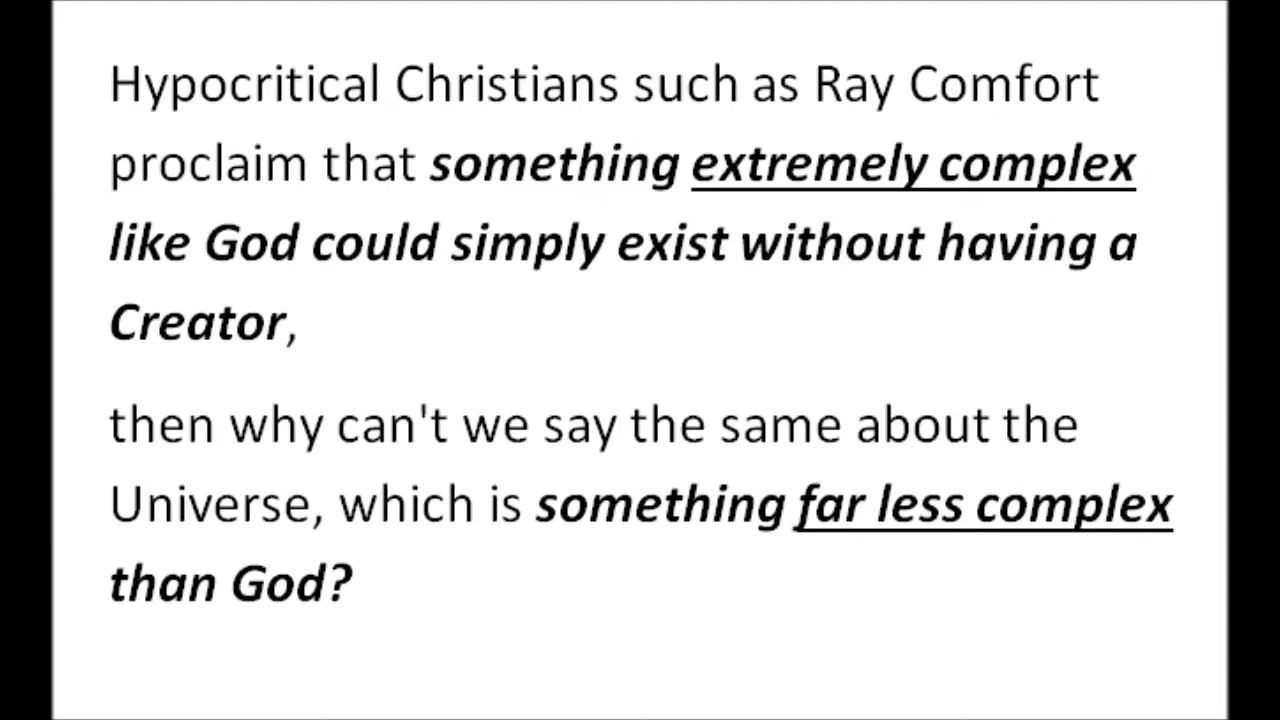 Hypocritical Christians such as Ray Comfort
proclaim that something extremely complex
like God could simply exist without having a
Creator,
then why can't we say the same about the
Universe, which is something far less complex
than God?